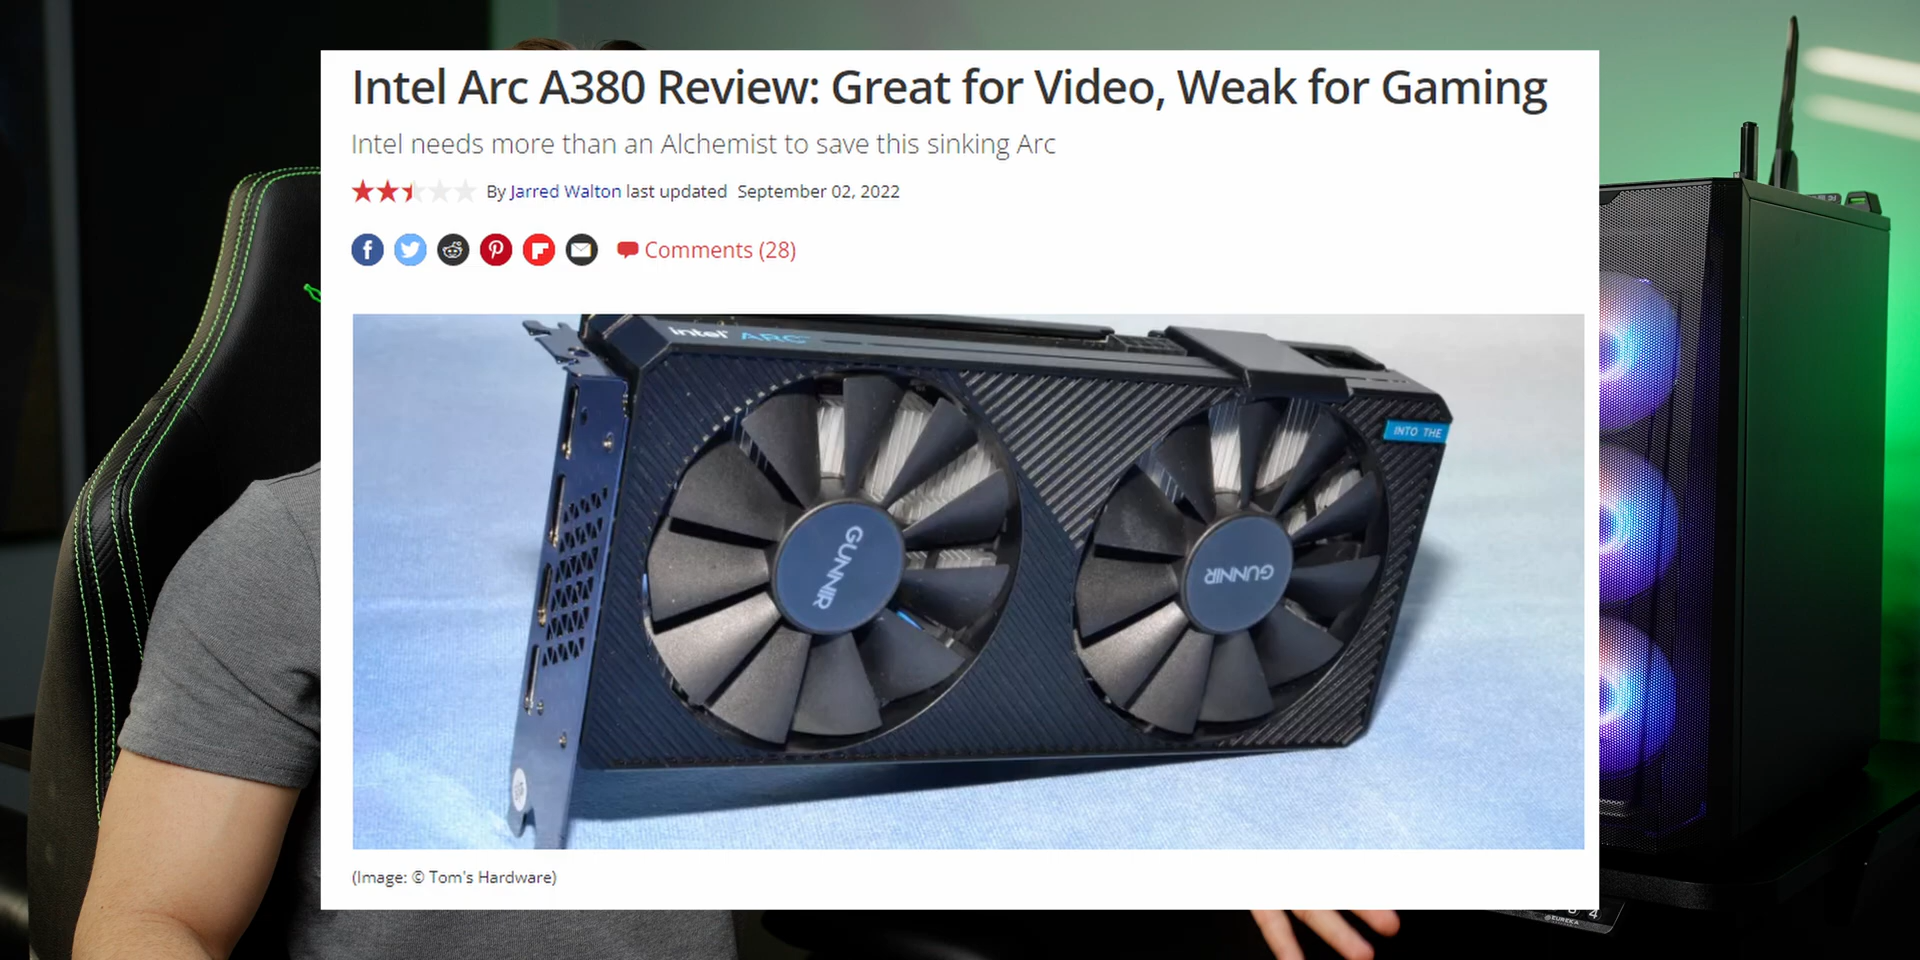 Intel Arc A380 Review: Great for Video, Weak for Gaming
Intel needs more than an Alchemist to save this sinking Arc
By Jarred Walton last updated September 02, 2022
Comments (28)
intel ARC
INTO THE
GUNNIR
GUNNIR
(Image: © Tom's Hardware)
EUREKA